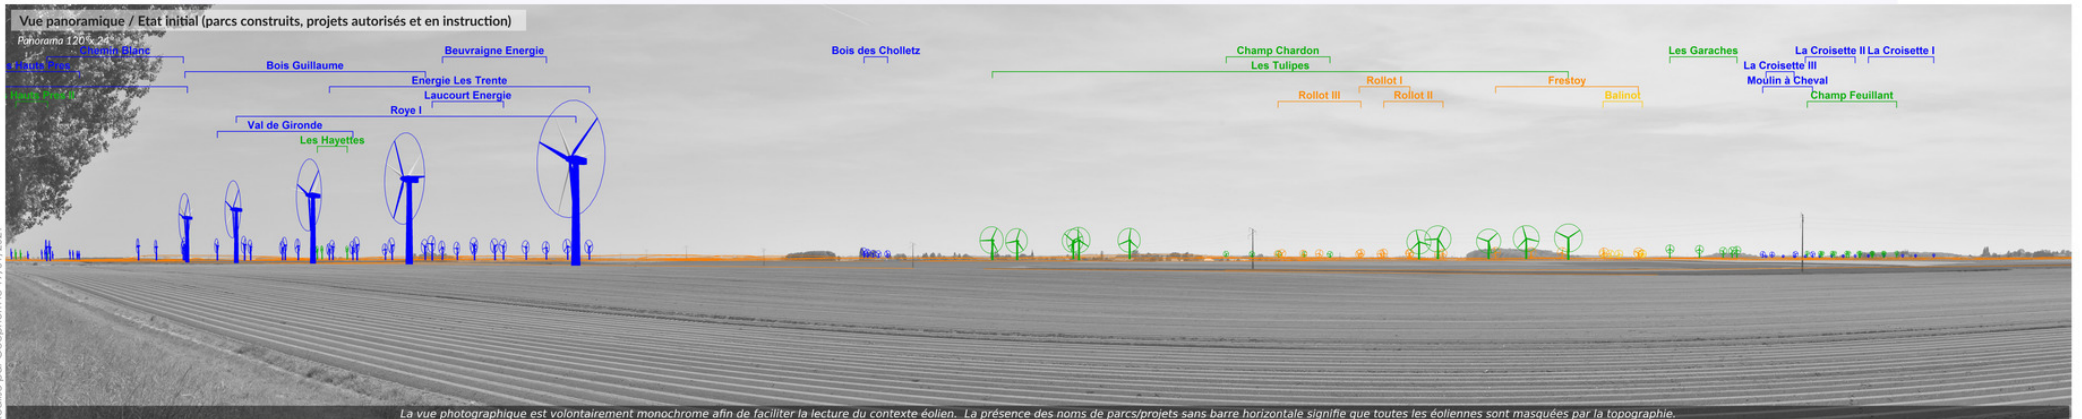 Vue panoramique / Etat initial (parcs construits, projets autorisés et en instruction)
Panorama 120° x 24°
Chemin Blanc
Beuvraigne Energie
Bois des Cholletz
Champ Chardon
Les Garaches
La Croisette II
La Croisette I
Hauts Pres
Bois Guillaume
Les Tulipes
La Croisette III
Energie Les Trente
Rollot I
Frestoy
Moulin à Cheval
Laucourt Energie
Rollot III
Rollot II
Balinot
Champ Feuillant
Roye I
Val de Gironde
Les Hayettes
La vue photographique est volontairement monochrome afin de faciliter la lecture du contexte éolien. La présence des noms de parcs/projets sans barre horizontale signifie que toutes les éoliennes sont masquées par la topographie.